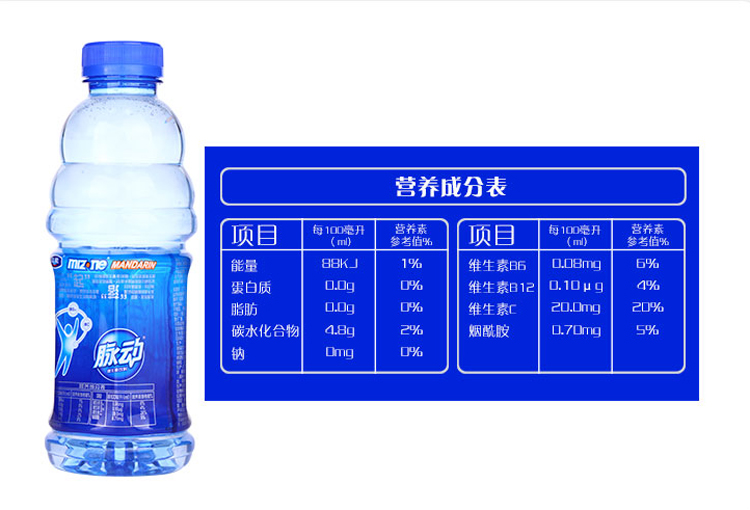 MIZONE MANDARIN
脉动
营养成分表
项目 每100毫升（ml） 营养素参考值%
能量 88KJ 1%
蛋白质 0.0g 0%
脂肪 0.0g 0%
碳水化合物 4.8g 2%
钠 0mg 0%
项目 每100毫升（ml） 营养素参考值%
维生素B6 0.08mg 6%
维生素B12 0.10μg 4%
维生素C 20.0mg 20%
烟酰胺 0.70mg 5%